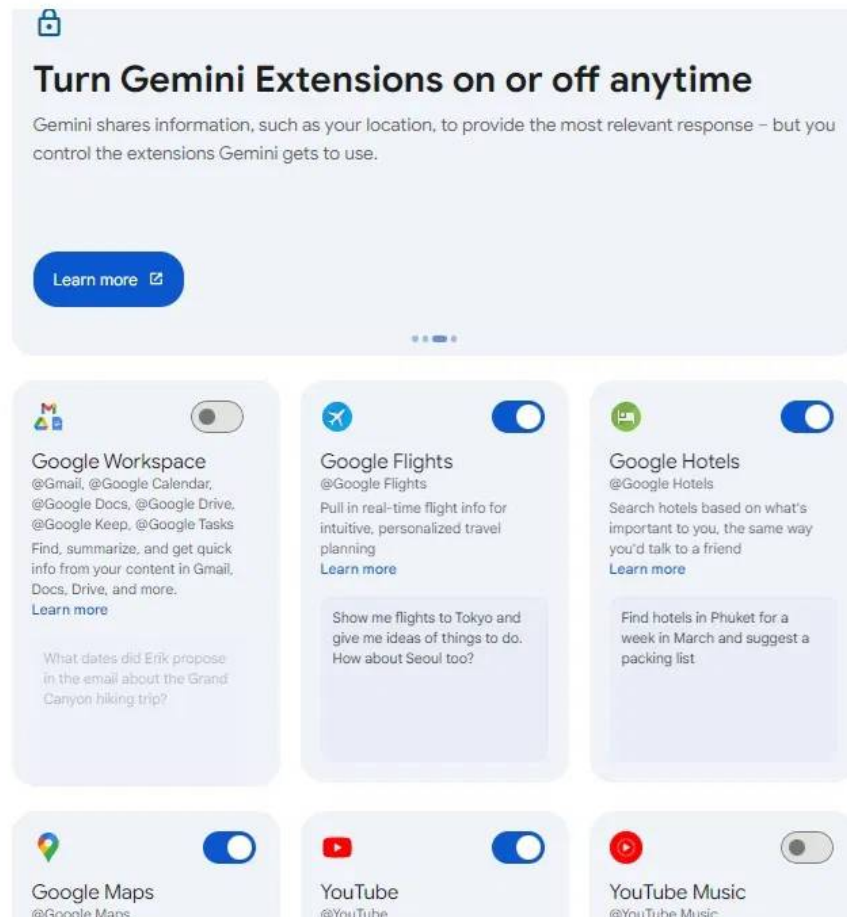 Turn Gemini Extensions on or off anytime
Gemini shares information, such as your location, to provide the most relevant response – but you
control the extensions Gemini gets to use.
Learn more
Google Workspace
@Gmail, @Google Calendar,
@Google Docs, @Google Drive,
@Google Keep, @Google Tasks
Find, summarize, and get quick
info from your content in Gmail,
Docs, Drive, and more.
Learn more
What dates did Erik propose
in the email about the Grand
Canyon hiking trip?
Google Flights
@Google Flights
Pull in real-time flight info for
intuitive, personalized travel
planning
Learn more
Show me flights to Tokyo and
give me ideas of things to do.
How about Seoul too?
Google Hotels
@Google Hotels
Search hotels based on what's
important to you, the same way
you'd talk to a friend
Learn more
Find hotels in Phuket for a
week in March and suggest a
packing list
Google Maps
@Google Maps
YouTube
@YouTube
YouTube Music
@YouTube Music